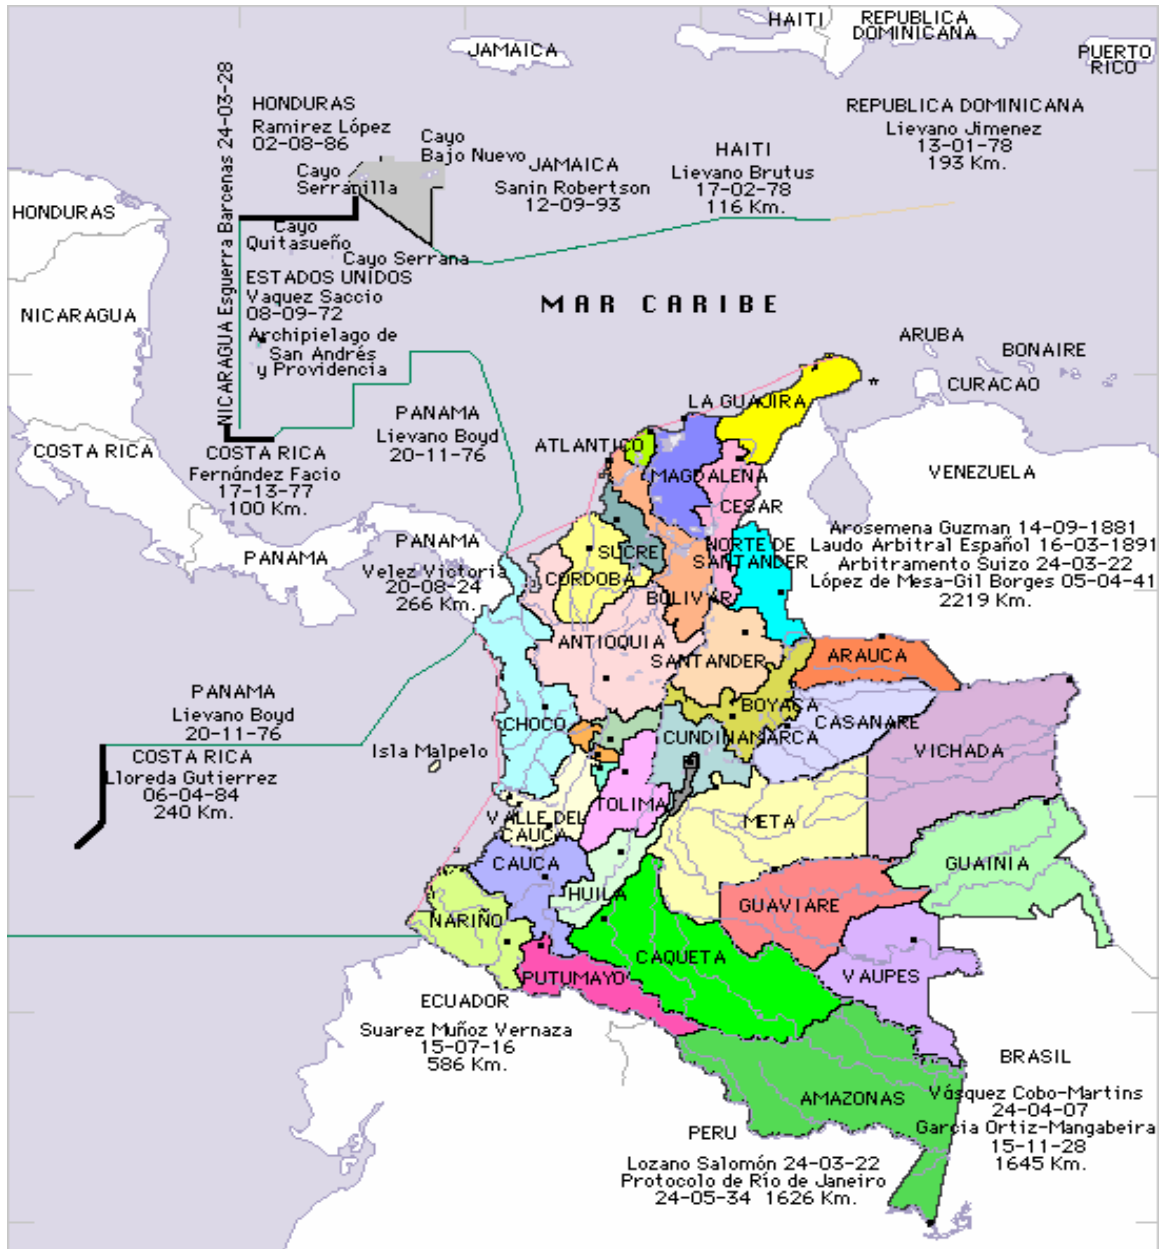 HAITI
REPUBLICA
DOMINICANA
JAMAICA
PUERTO
RICO
NICARAGUA Esguerra Barcenas 24-03-28
HONDURAS
Ramirez López
02-08-86
Cayo
Bajo Nuevo
Cayo
Serranilla
JAMAICA
Sanin Robertson
12-09-93
HAITI
Lievano Brutus
17-02-78
116 Km.
REPUBLICA DOMINICANA
Lievano Jimenez
13-01-78
193 Km.
HONDURAS
Cayo
Quitasueño
Cayo Serrana
ESTADOS UNIDOS
Vaquez Saccio
08-09-72
Archipielago de
San Andrés
y Providencia
MAR CARIBE
NICARAGUA
ARUBA
BONAIRE
CURACAO
COSTA RICA
COSTA RICA
Fernández Facio
17-13-77
100 Km.
PANAMA
Lievano Boyd
20-11-76
LA GUAJIRA
*
ATLANTICO
MAGDALENA
CESAR
VENEZUELA
Arosemena Guzman 14-09-1881
Laudo Arbitral Español 16-03-1891
Arbitramento Suizo 24-03-22
López de Mesa-Gil Borges 05-04-41
2219 Km.
PANAMA
PANAMA
Velez Victoria
20-08-24
266 Km.
SUCRE
CORDOBA
NORTE DE
SANTANDER
BOLIVAR
ANTIOQUIA
SANTANDER
ARAUCA
PANAMA
Lievano Boyd
20-11-76
CHOCO
BOYACA
CASANARE
CUNDINAMARCA
VICHADA
COSTA RICA
Lloreda Gutierrez
06-04-84
240 Km.
Isla Malpelo
TOLIMA
VALLE DEL
CAUCA
META
CAUCA
HUILA
GUAINIA
GUAVIARE
NARIÑO
CAQUETA
VAUPES
PUTUMAYO
ECUADOR
Suarez Muñoz Vernaza
15-07-16
586 Km.
AMAZONAS
BRASIL
Vásquez Cobo-Martins
24-04-07
Garcia Ortiz-Mangabeira
15-11-28
1645 Km.
PERU
Lozano Salomón 24-03-22
Protocolo de Río de Janeiro
24-05-34 1626 Km.